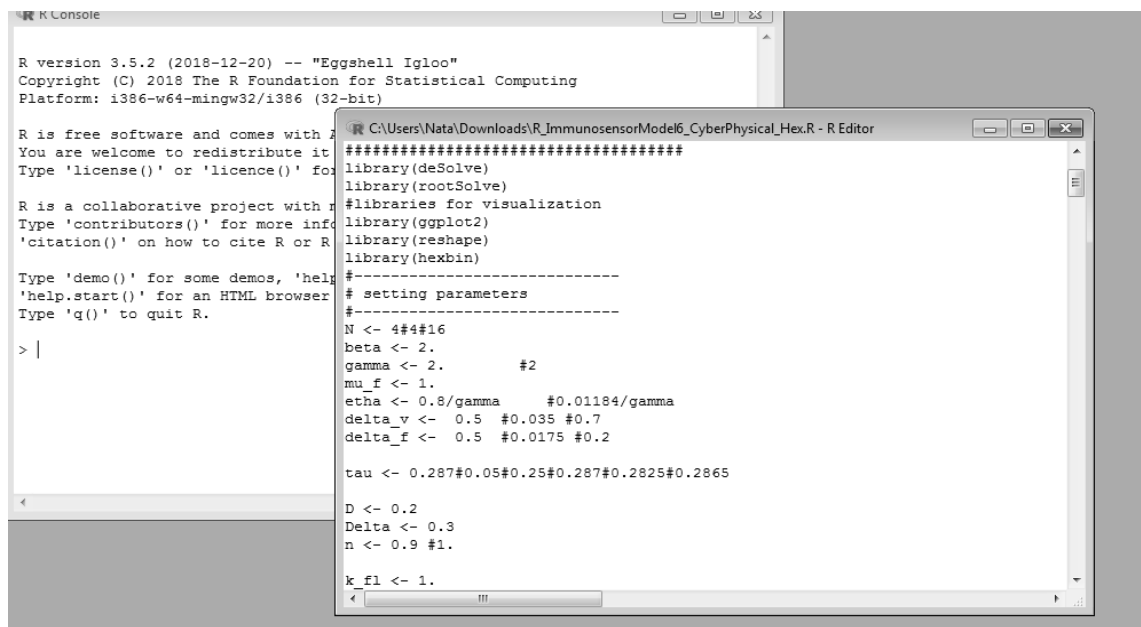 R Console
R version 3.5.2 (2018-12-20) -- "Eggshell Igloo"
Copyright (C) 2018 The R Foundation for Statistical Computing
Platform: i386-w64-mingw32/i386 (32-bit)
R is free software and comes with
You are welcome to redistribute it
Type 'license()' or 'licence()' for
R is a collaborative project with
Type 'contributors()' for more info
'citation()' on how to cite R or R
Type 'demo()' for some demos, 'help
'help.start()' for an HTML browser
Type 'q()' to quit R.
> |
C:\Users\Nata\Downloads\R_ImmunosensorModel6_CyberPhysical_Hex.R - R Editor
#####################################
library(deSolve)
library(rootSolve)
#libraries for visualization
library(ggplot2)
library(reshape)
library(hexbin)
#-----------------------------
# setting parameters
#-----------------------------
N <- 4#4#16
beta <- 2.
gamma <- 2. #2
mu_f <- 1.
etha <- 0.8/gamma #0.01184/gamma
delta_v <- 0.5 #0.035 #0.7
delta_f <- 0.5 #0.0175 #0.2
tau <- 0.287#0.05#0.25#0.287#0.2825#0.2865
D <- 0.2
Delta <- 0.3
n <- 0.9 #1.
k_fl <- 1.